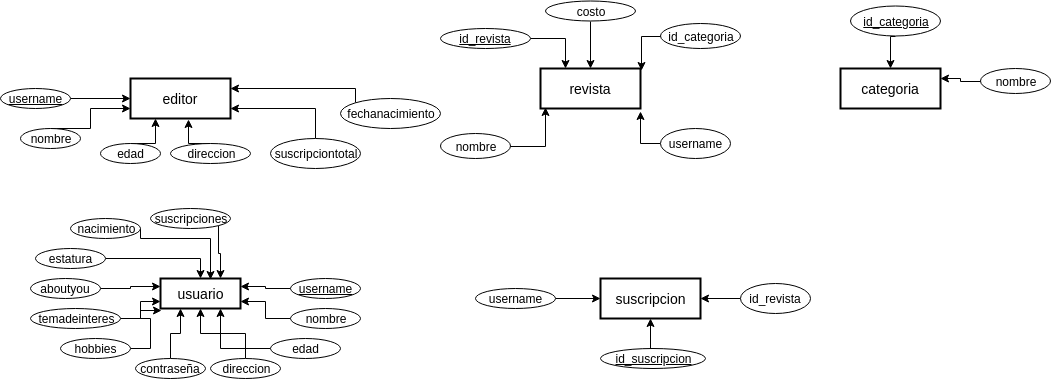 costo
id_categoria
id_revista
id_categoria
revista
categoria
nombre
editor
username
fechanacimiento
nombre
edad
direccion
suscripciontotal
nombre
username
suscripciones
nacimiento
estatura
aboutyou
usuario
username
temadeinteres
nombre
hobbies
edad
contraseña
direccion
username
suscripcion
id_revista
id_suscripcion